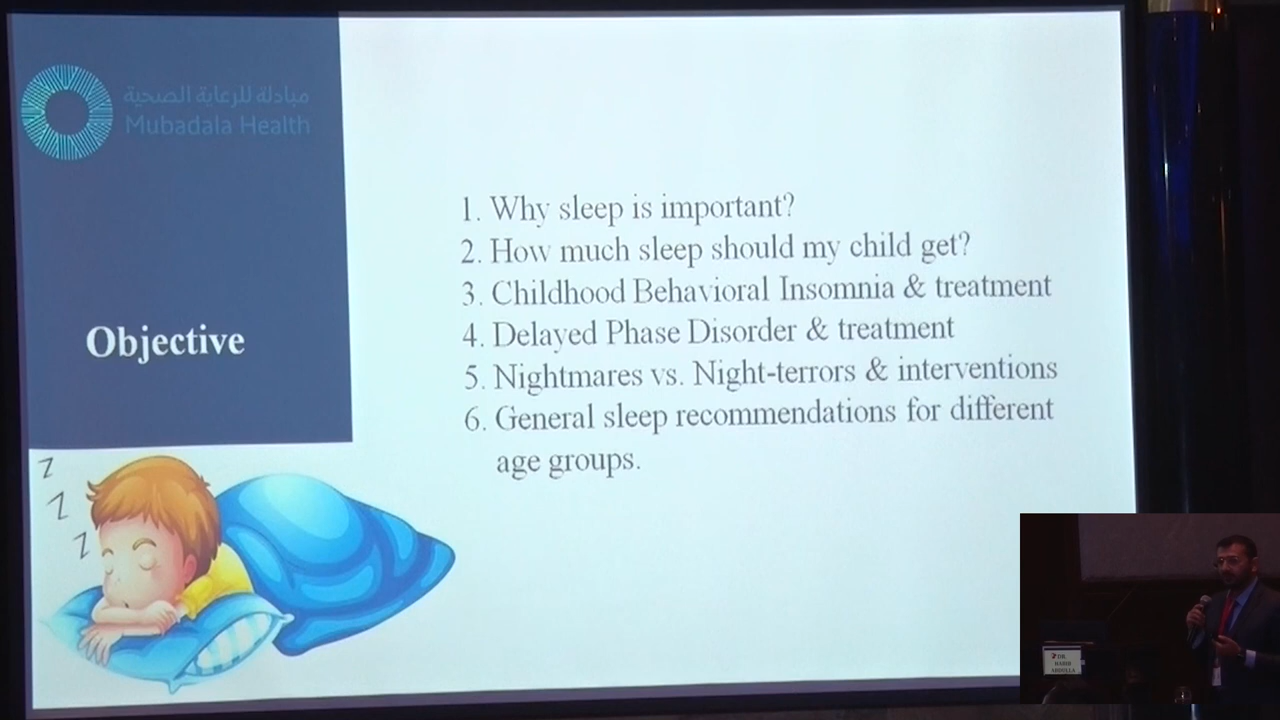 مبادلة للرعاية الصحية
Mubadala Health
Objective
1. Why sleep is important?
2. How much sleep should my child get?
3. Childhood Behavioral Insomnia & treatment
4. Delayed Phase Disorder & treatment
5. Nightmares vs. Night-terrors & interventions
6. General sleep recommendations for different
age groups.
z
z
z
DR.
HABIB
ABDULLA